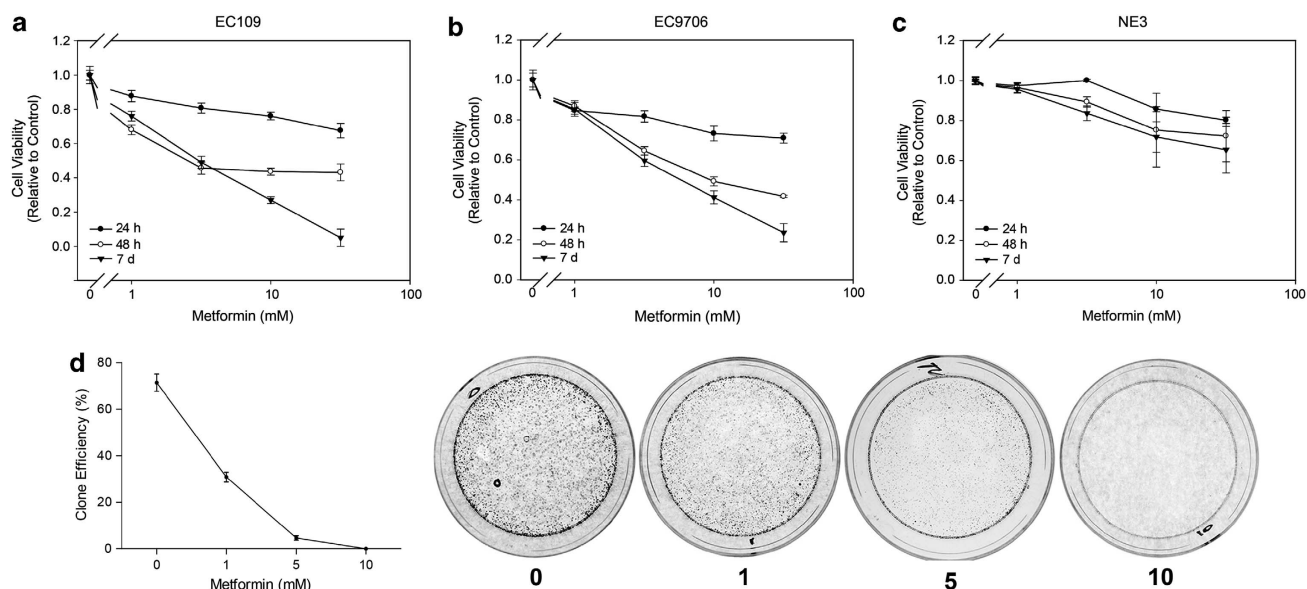 a
EC109
1.2
1.0
0.8
0.6
0.4
0.2
0.0
Cell Viability
(Relative to Control)
24 h
48 h
7 d
0 1 10 100
Metformin (mM)
b
EC9706
1.2
1.0
0.8
0.6
0.4
0.2
0.0
Cell Viability
(Relative to Control)
24 h
48 h
7 d
0 1 10 100
Metformin (mM)
c
NE3
1.2
1.0
0.8
0.6
0.4
0.2
0.0
Cell Viability
(Relative to Control)
24 h
48 h
7 d
0 1 10 100
Metformin (mM)
d
80
60
40
20
0
Clone Efficiency (%)
0 1 5 10
Metformin (mM)
0
1
10
0 1 5 10